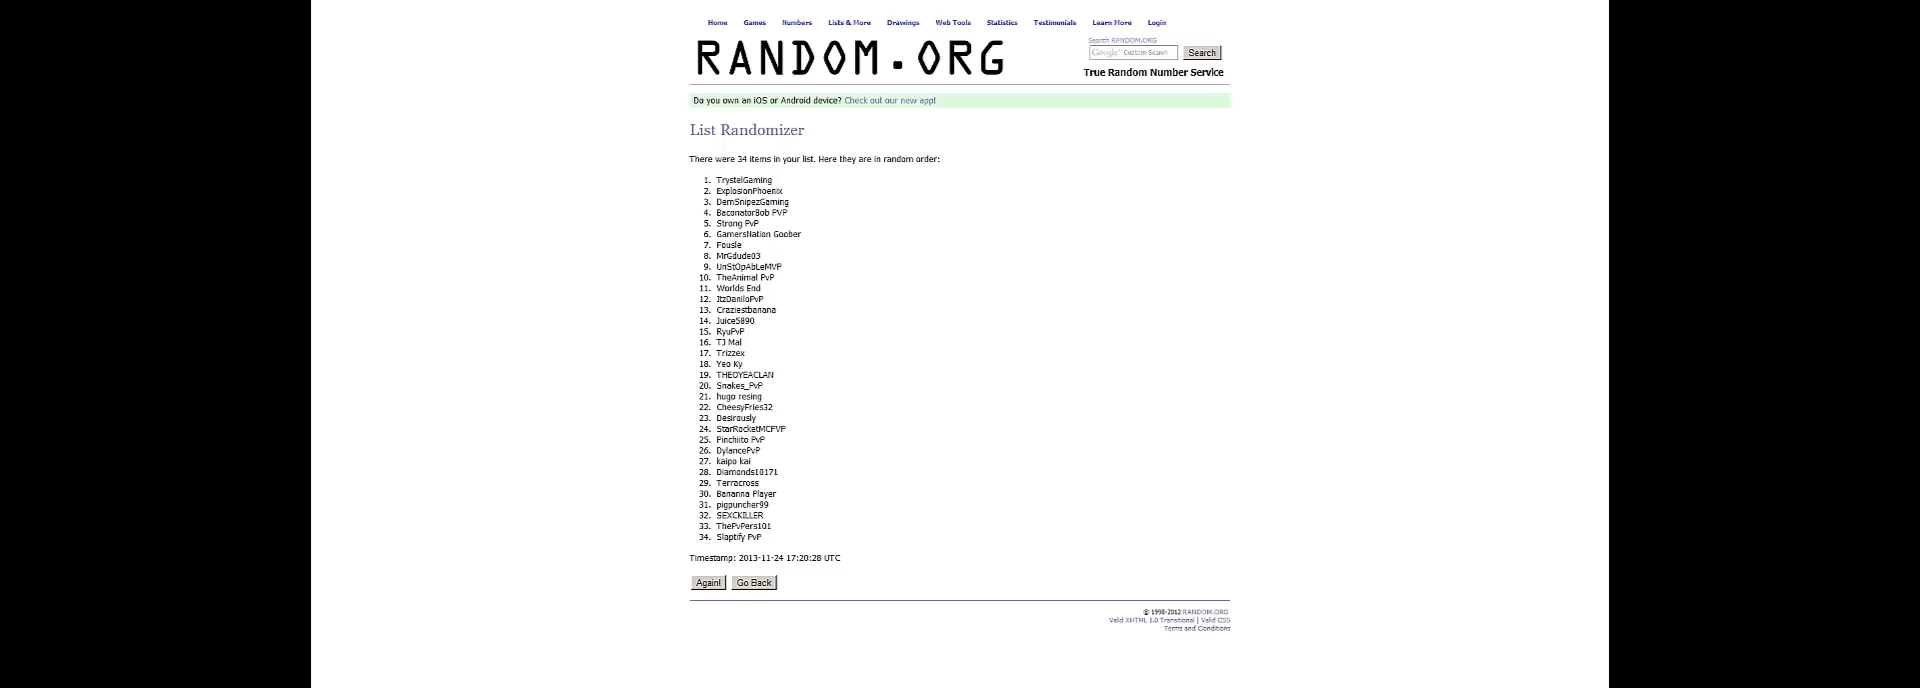 Home Games Numbers Lists & More Drawings Web Tools Statistics Testimonials Learn More Login
RANDOM.ORG
Search RANDOM.ORG
Google™ Custom Search Search
True Random Number Service
Do you own an iOS or Android device? Check out our new app!
List Randomizer
There were 34 items in your list. Here they are in random order:
1. TrystelGaming
2. ExplosionPhoenix
3. DemSnipezGaming
4. BaconatorBob PVP
5. Strong PvP
6. GamersNation Goober
7. Fousle
8. MrGdude03
9. UnStOpAbLeMVP
10. TheAnimal PvP
11. Worlds End
12. ItzDaniloPvP
13. Craziestbanana
14. Juice5890
15. RyuPvP
16. TJ Mal
17. Trizzex
18. Yeo Ky
19. THEOYEACLAN
20. Snakes_PvP
21. hugo resing
22. CheesyFries32
23. Desirously
24. StarRocketMCPVP
25. Pinchiito PvP
26. DylancePvP
27. kaipo kai
28. Diamonds10171
29. Terracross
30. Bananna Player
31. pigpuncher99
32. SEXCKILLER
33. ThePvPers101
34. Slaptify PvP
Timestamp: 2013-11-24 17:20:28 UTC
Again! Go Back
© 1998-2012 RANDOM.ORG
Valid XHTML 1.0 Transitional | Valid CSS
Terms and Conditions